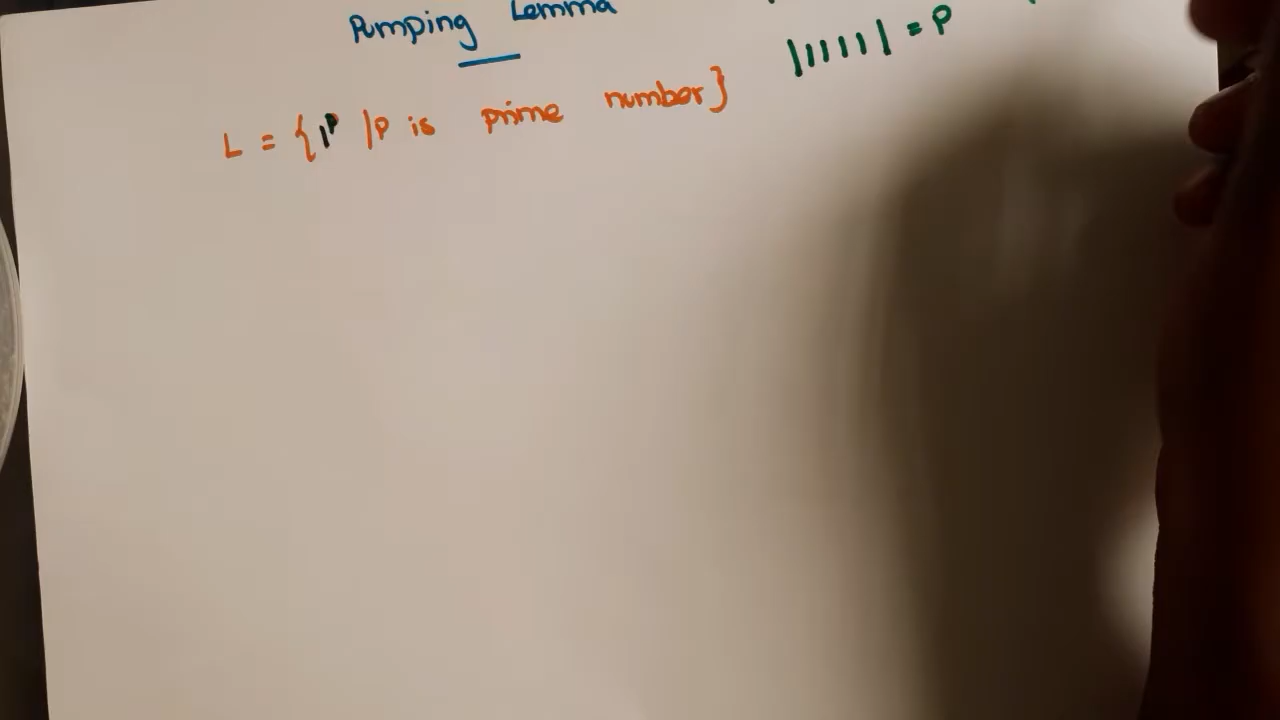 Pumping Lemma
|11111| = P
L = {1^P | P is prime number}